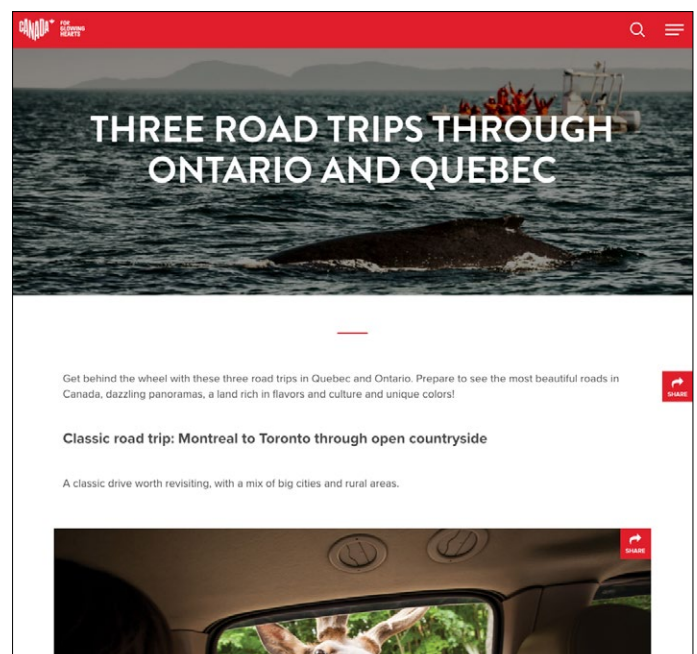 CANADA
FOR
GLOWING
HEARTS
THREE ROAD TRIPS THROUGH
ONTARIO AND QUEBEC
Get behind the wheel with these three road trips in Quebec and Ontario. Prepare to see the most beautiful roads in
Canada, dazzling panoramas, a land rich in flavors and culture and unique colors!
SHARE
Classic road trip: Montreal to Toronto through open countryside
A classic drive worth revisiting, with a mix of big cities and rural areas.
SHARE